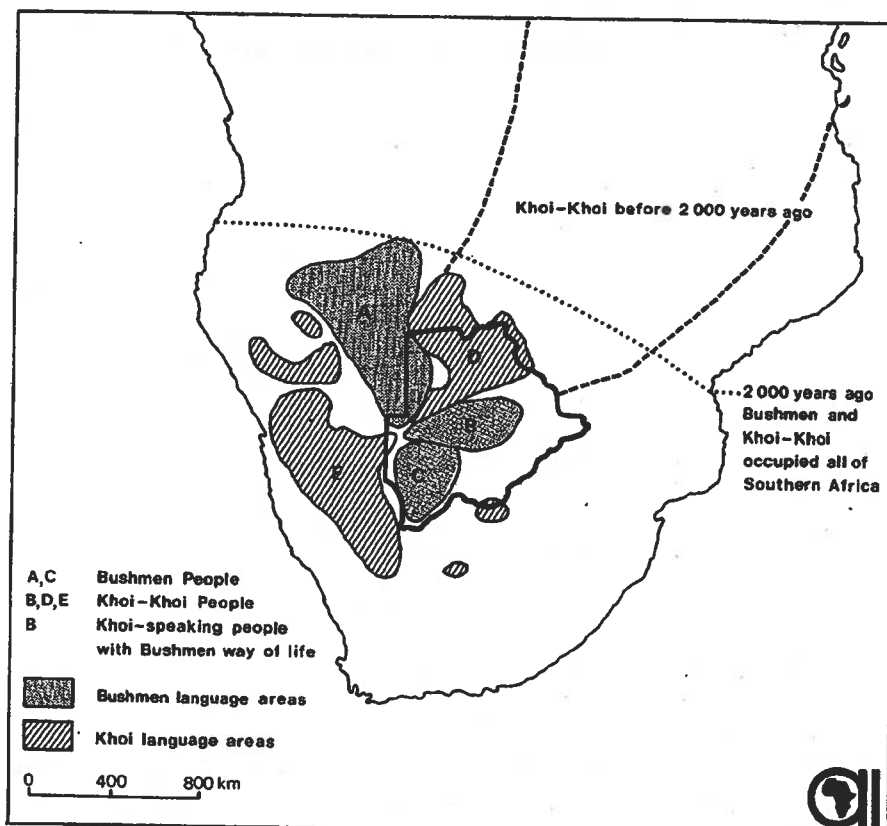 Khoi-Khoi before 2 000 years ago
A
D
2 000 years ago
Bushmen and
Khoi-Khoi
occupied all of
Southern Africa
B
C
E
A,C Bushmen People
B,D,E Khoi-Khoi People
B Khoi-speaking people
with Bushmen way of life
Bushmen language areas
Khoi language areas
0 400 800 km